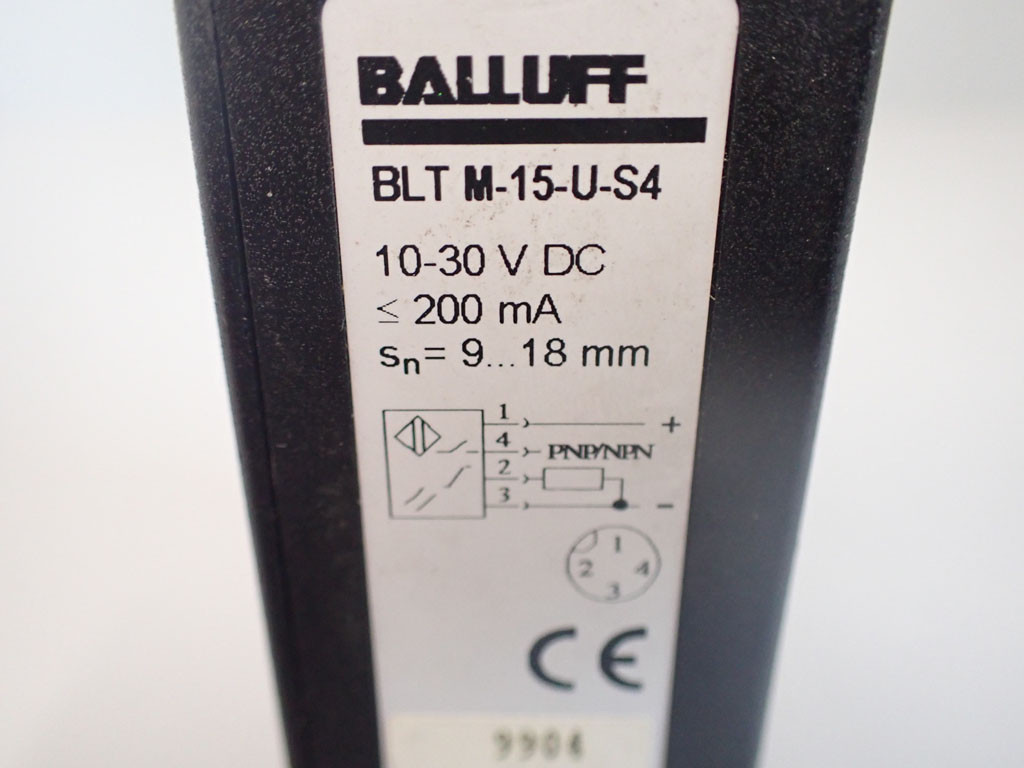 BALLUFF
BLT M-15-U-S4
10-30 V DC
≤ 200 mA
sn= 9...18 mm
1 +
4 PNP/NPN
2
3 -
1
2 4
3
CE
9904